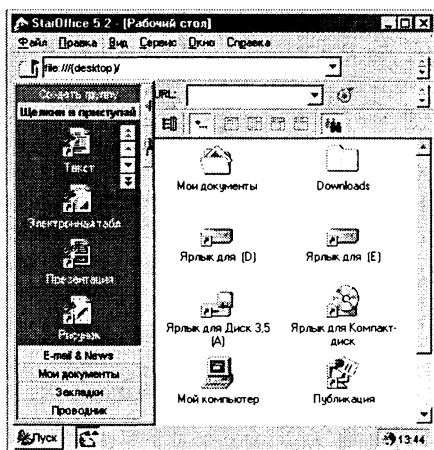 StarOffice 5.2 - [Рабочий стол]
Файл Правка Вид Сервис Окно Справка
file:///(desktop)/
Создать группу
URL:
Щелкни и приступай
Текст
Электронная табл.
Презентация
Рисунок
E-mail & News
Мои документы
Закладки
Проводник
Мои документы
Downloads
Ярлык для (D)
Ярлык для (E)
Ярлык для Диск 3,5 (A)
Ярлык для Компакт-диск
Мой компьютер
Публикация
Пуск
13:44